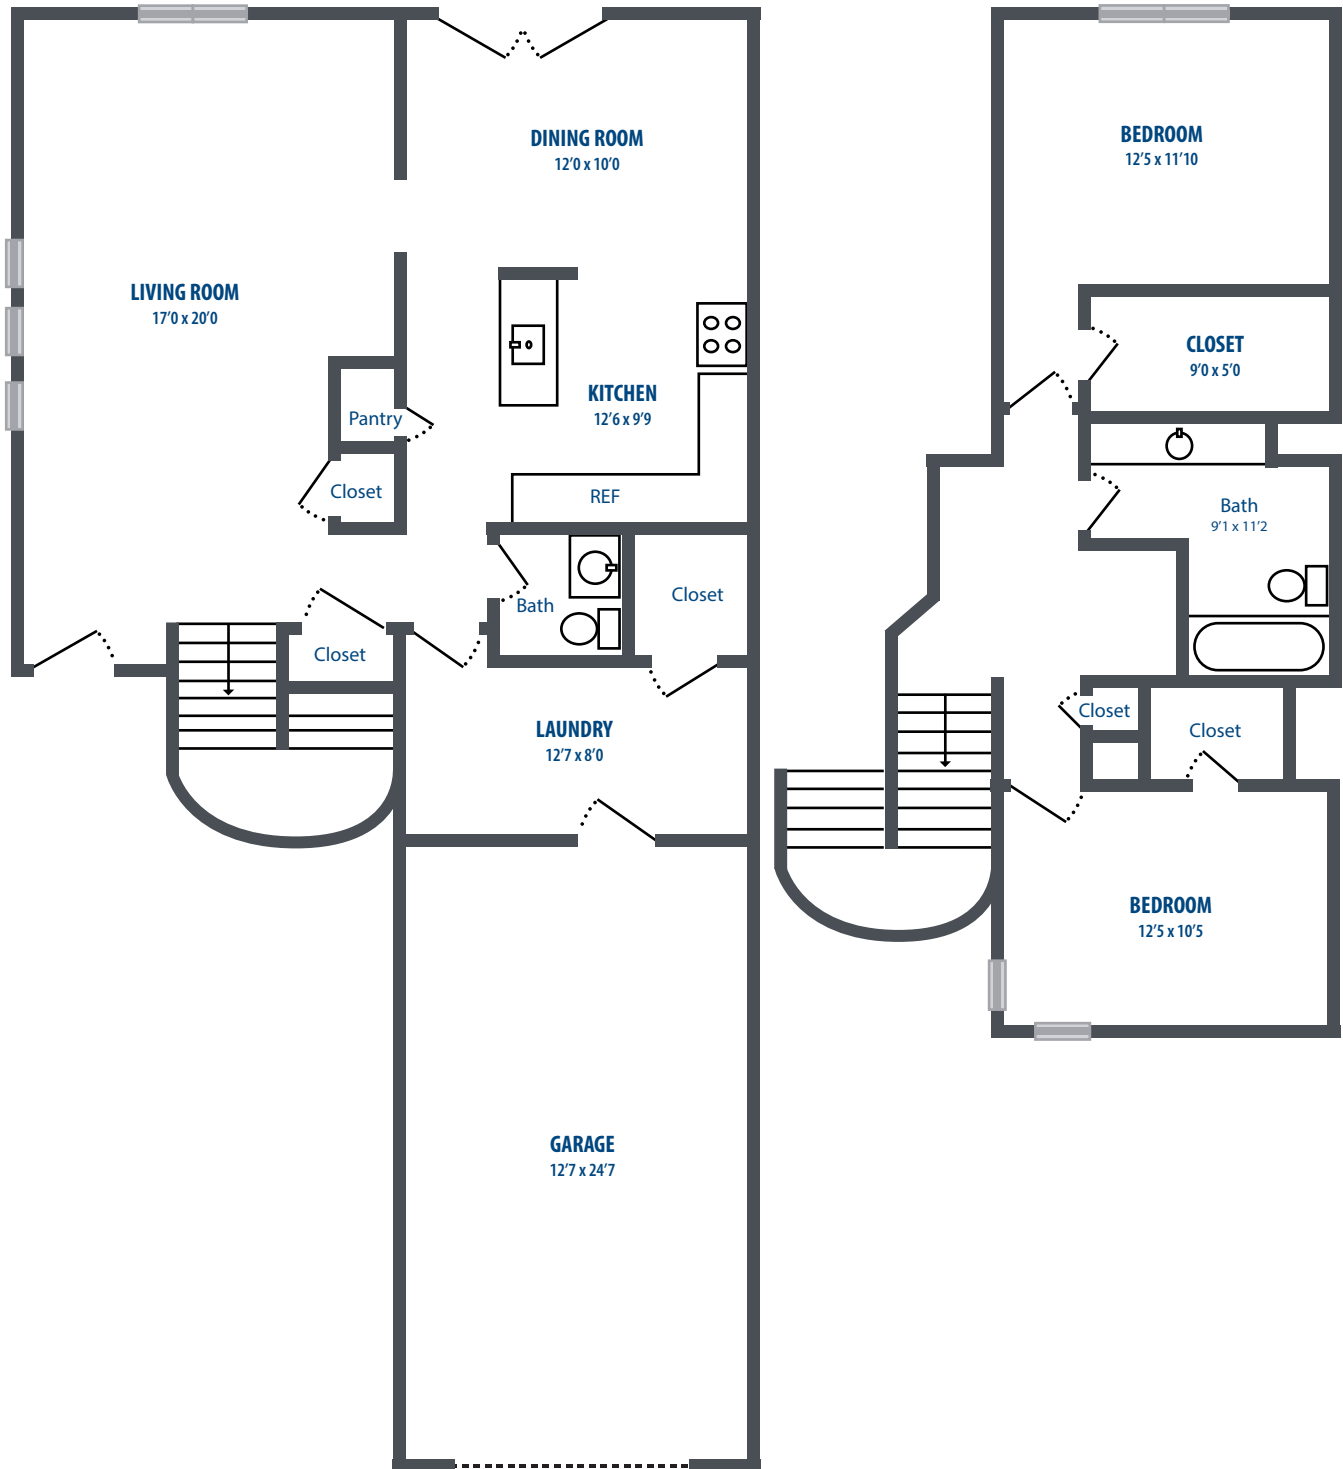 DINING ROOM
12'0 x 10'0
LIVING ROOM
17'0 x 20'0
KITCHEN
12'6 x 9'9
Pantry
Closet
REF
Bath
Closet
Closet
LAUNDRY
12'7 x 8'0
GARAGE
12'7 x 24'7
BEDROOM
12'5 x 11'10
CLOSET
9'0 x 5'0
Bath
9'1 x 11'2
Closet
Closet
BEDROOM
12'5 x 10'5